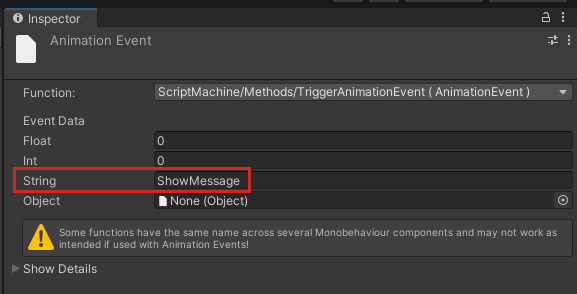 Inspector
Animation Event
Function: ScriptMachine/Methods/TriggerAnimationEvent ( AnimationEvent )
Event Data
Float 0
Int 0
String ShowMessage
Object None (Object)
Some functions have the same name across several Monobehaviour components and may not work as
intended if used with Animation Events!
Show Details